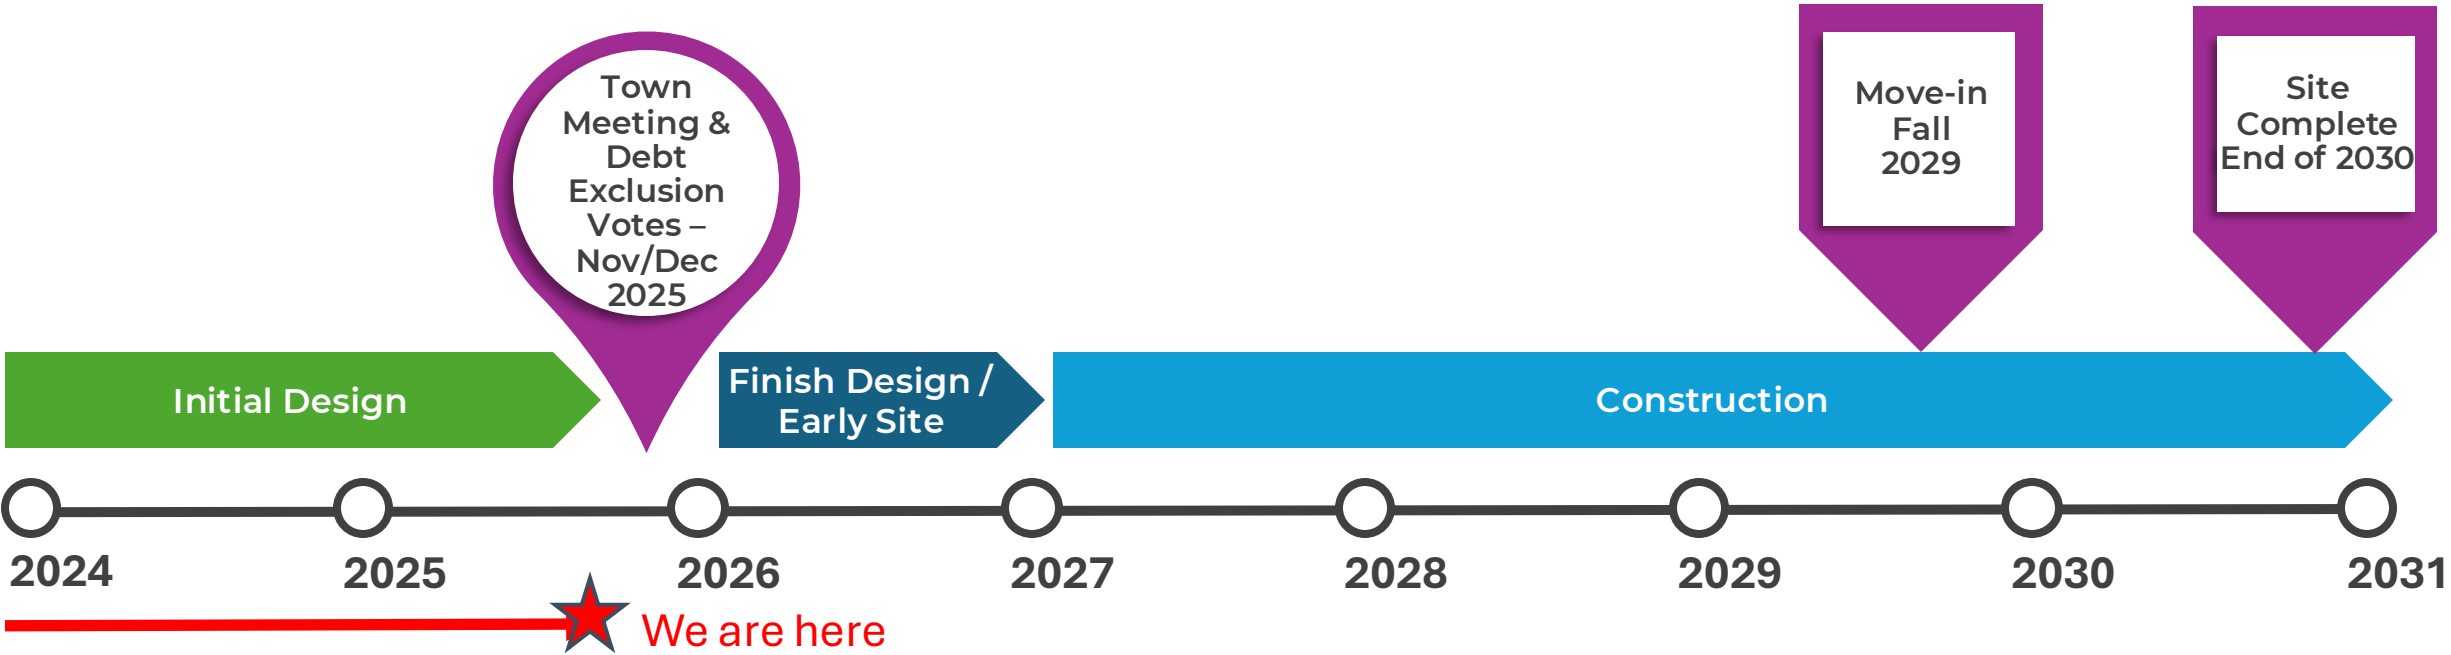 Town
Meeting &
Debt
Exclusion
Votes –
Nov/Dec
2025
Move-in
Fall
2029
Site
Complete
End of 2030
Initial Design
Finish Design /
Early Site
Construction
2024
2025
2026
2027
2028
2029
2030
2031
We are here